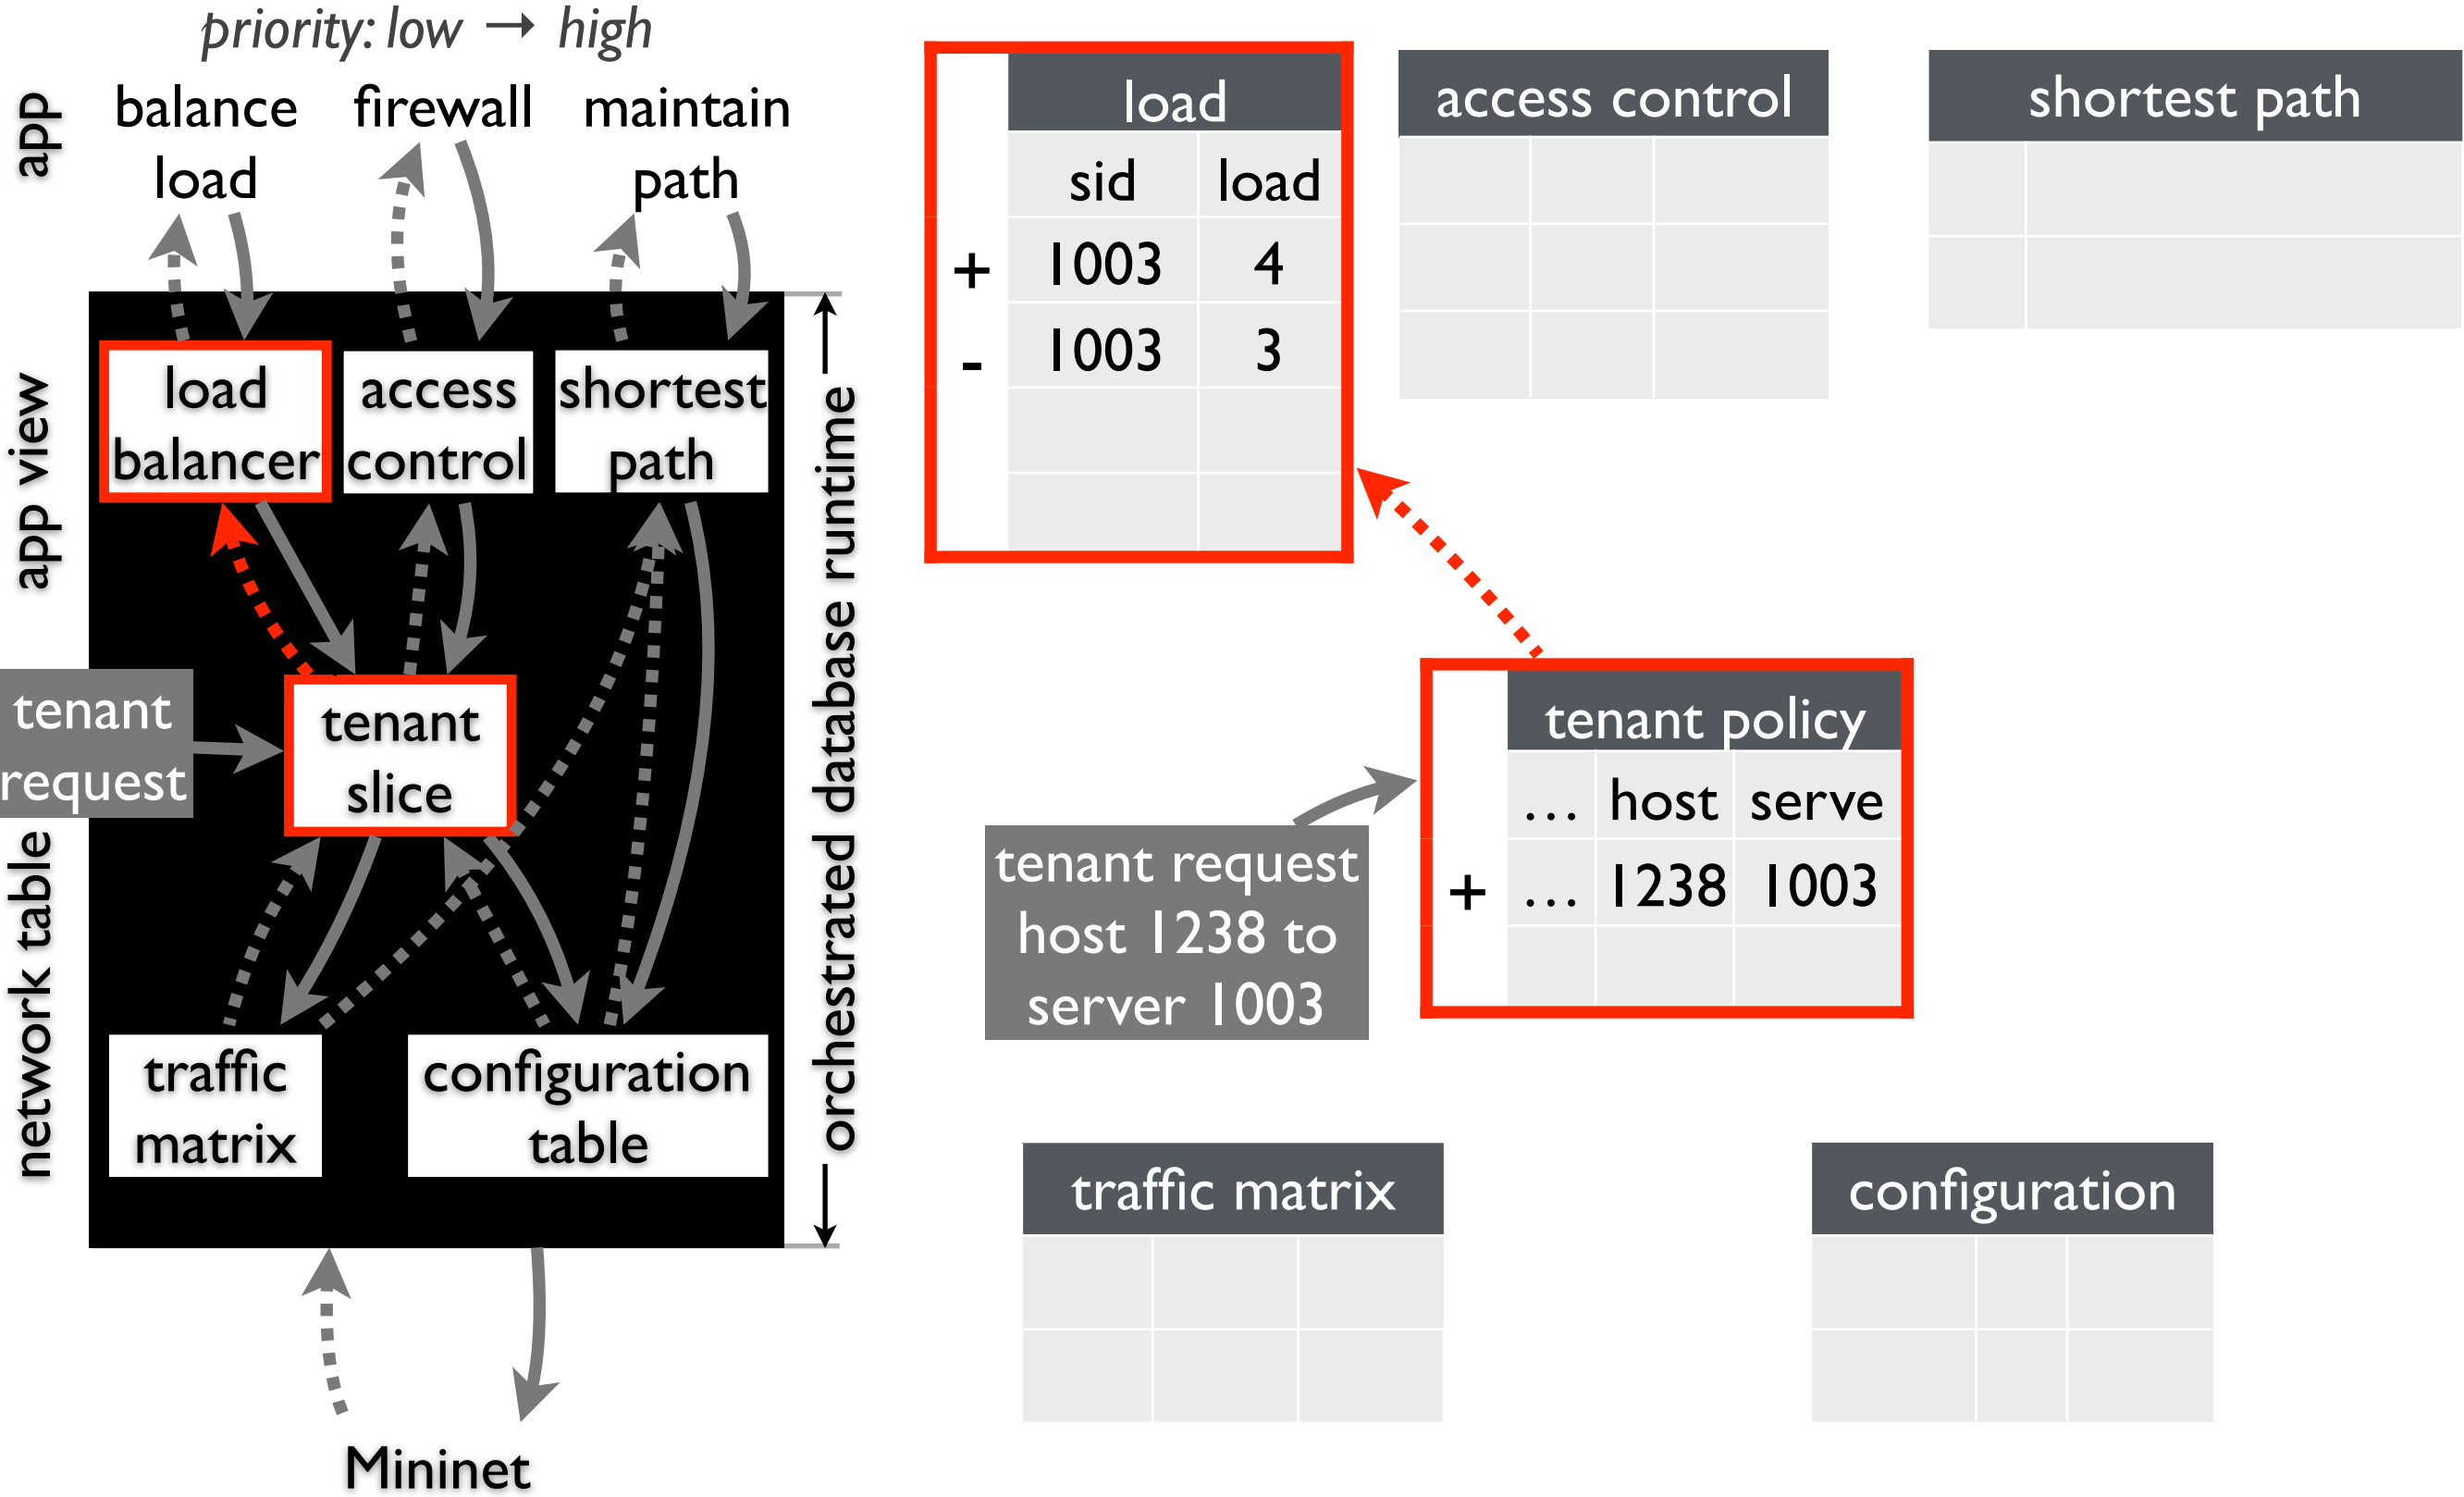 priority: low → high
app
balance
load
firewall
maintain
path
app view
load
balancer
access
control
shortest
path
tenant
request
tenant
slice
network table
traffic
matrix
configuration
table
orchestrated database runtime
Mininet
load
sid load
+ 1003 4
- 1003 3
access control
shortest path
tenant request
host 1238 to
server 1003
tenant policy
... host serve
+ ... 1238 1003
traffic matrix
configuration